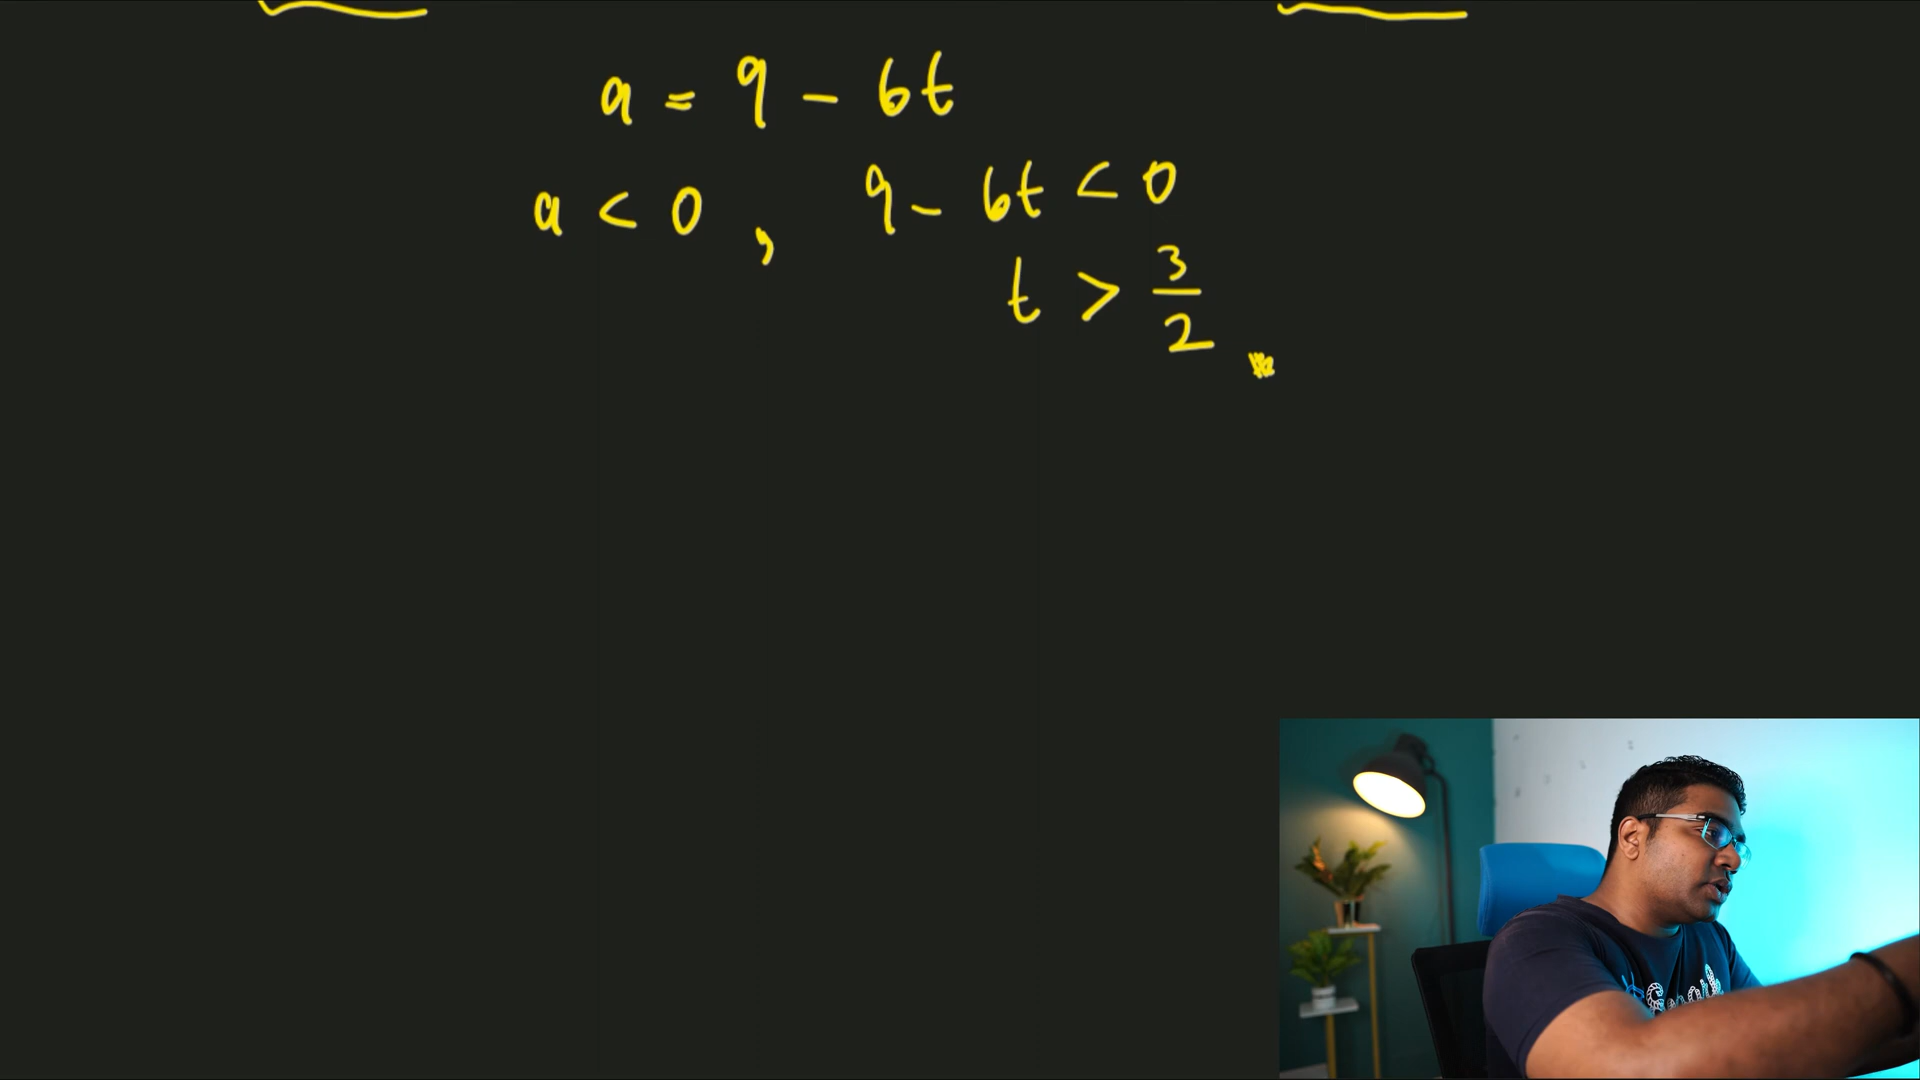 a = 9 - 6t
a < 0 , 9 - 6t < 0
t > 3/2